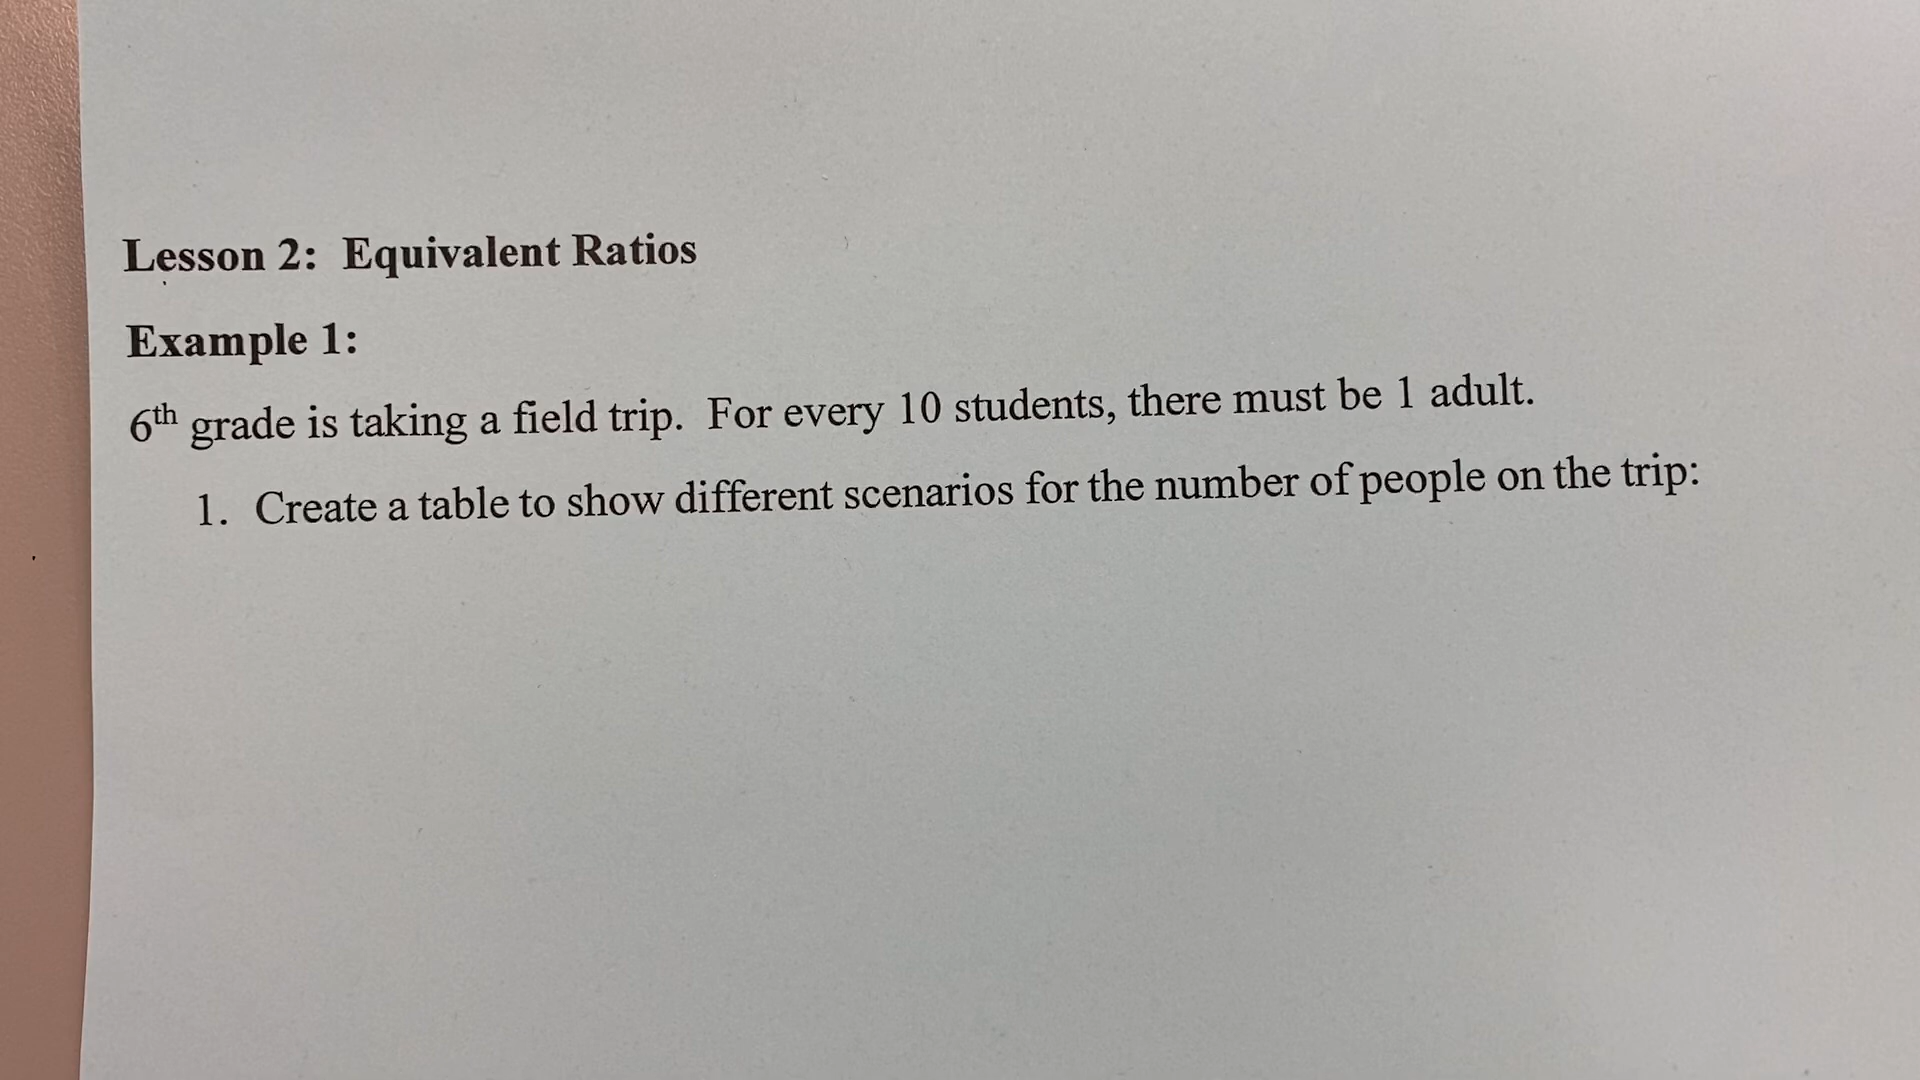 Lesson 2: Equivalent Ratios
Example 1:
6th grade is taking a field trip. For every 10 students, there must be 1 adult.
1. Create a table to show different scenarios for the number of people on the trip: